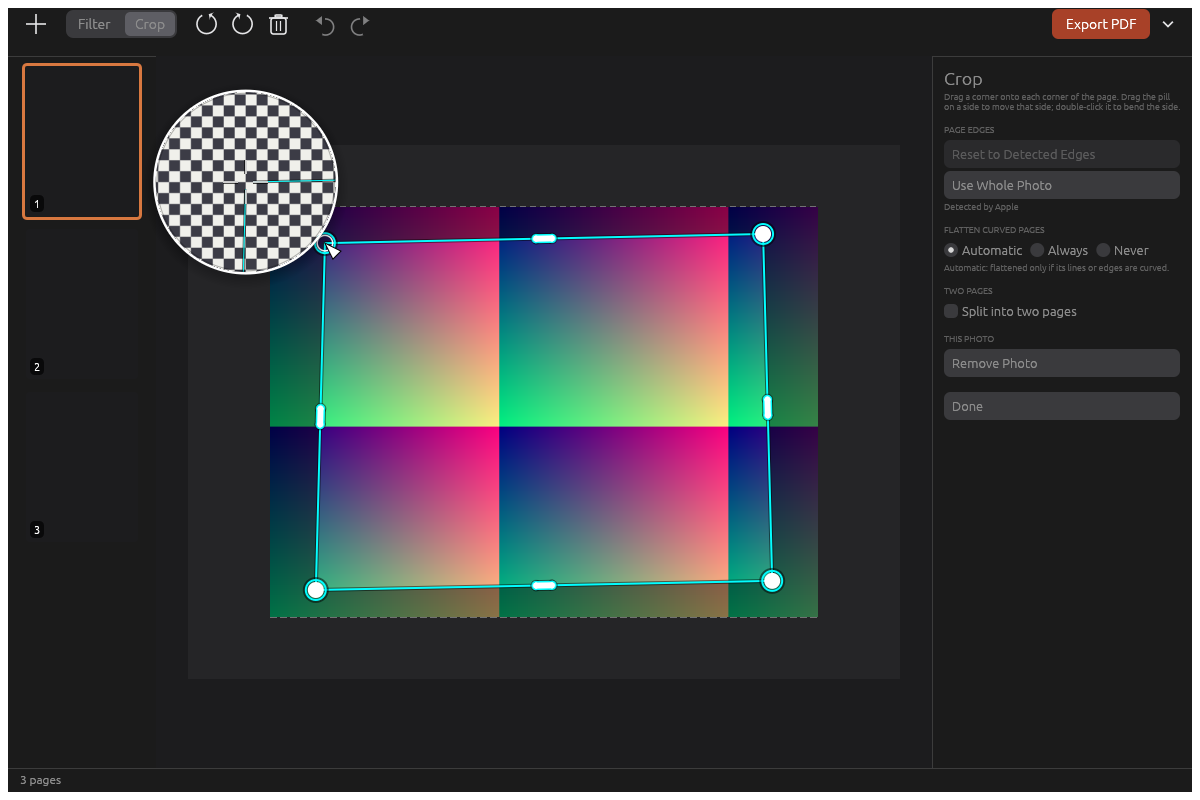 Filter
Crop
Export PDF
1
2
3
Crop
Drag a corner onto each corner of the page. Drag the pill
on a side to move that side; double-click it to bend the side.
PAGE EDGES
Reset to Detected Edges
Use Whole Photo
Detected by Apple
FLATTEN CURVED PAGES
Automatic
Always
Never
Automatic: flattened only if its lines or edges are curved.
TWO PAGES
Split into two pages
THIS PHOTO
Remove Photo
Done
3 pages